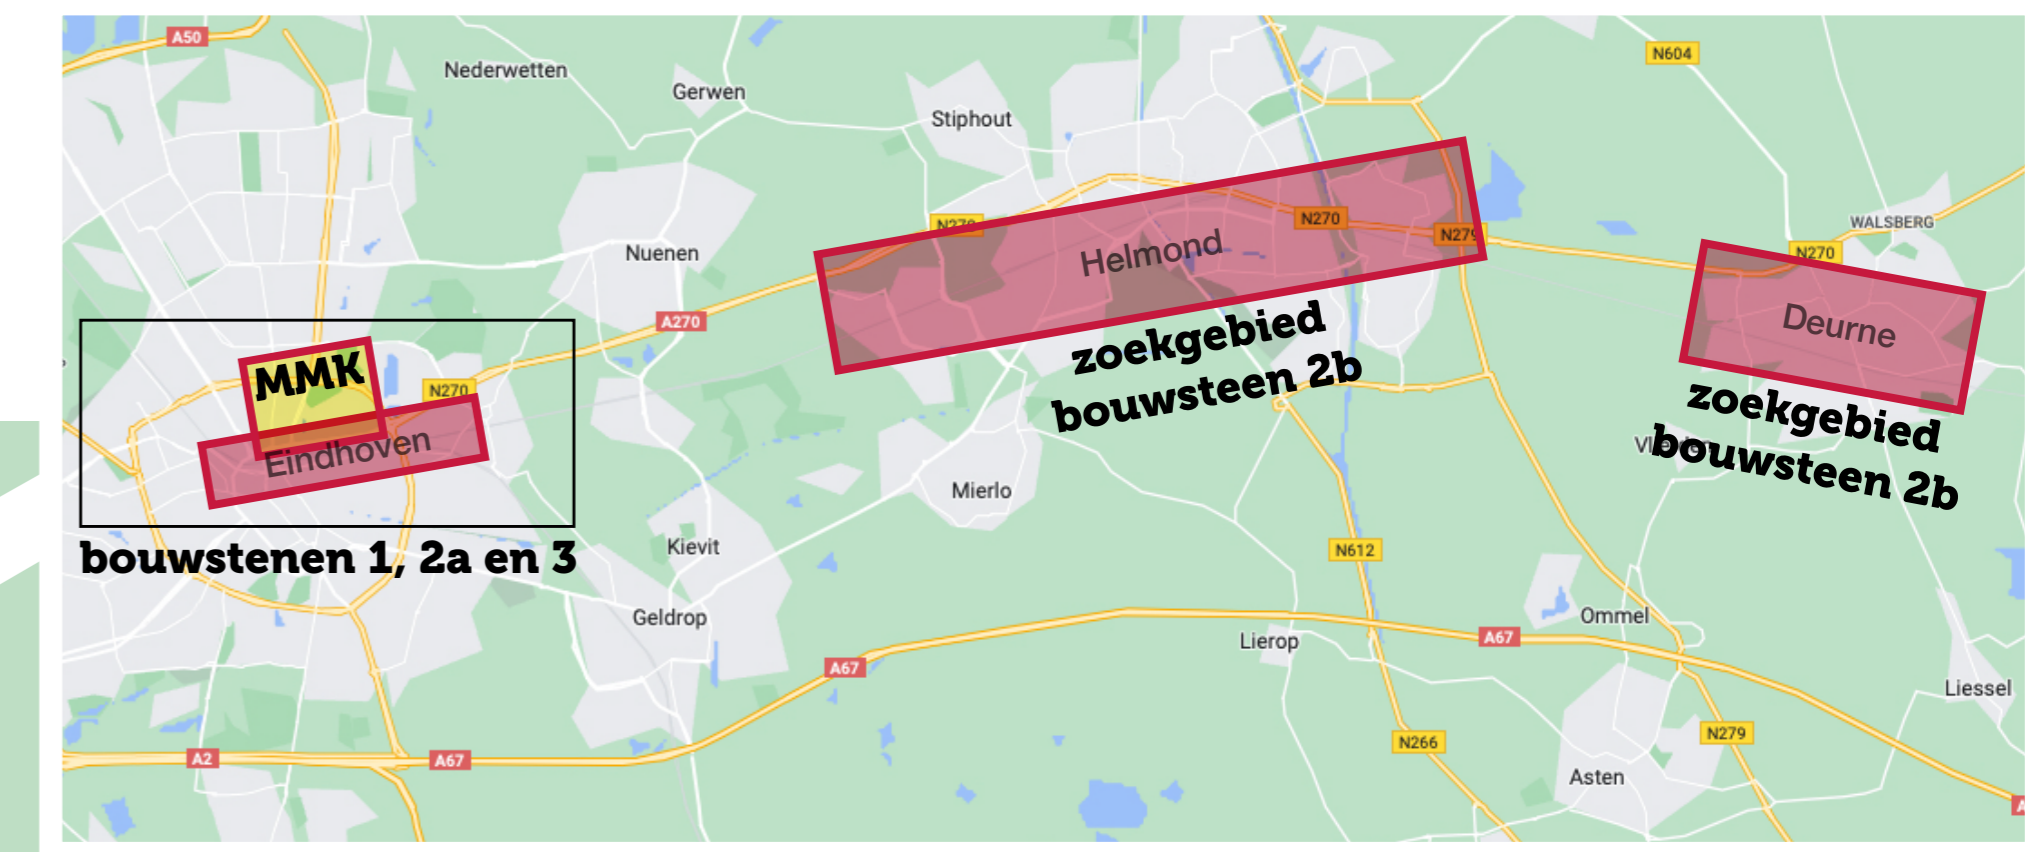 A50
Nederwetten
Gerwen
N604
Stiphout
WALSBERG
N270
Nuenen
N270
Helmond
N279
N270
A270
Deurne
zoekgebied
bouwsteen 2b
MMK
N270
Eindhoven
zoekgebied
bouwsteen 2b
Mierlo
bouwstenen 1, 2a en 3
Kievit
N612
Geldrop
Ommel
Lierop
A67
A67
Liessel
A2
A67
N266
N279
Asten
A